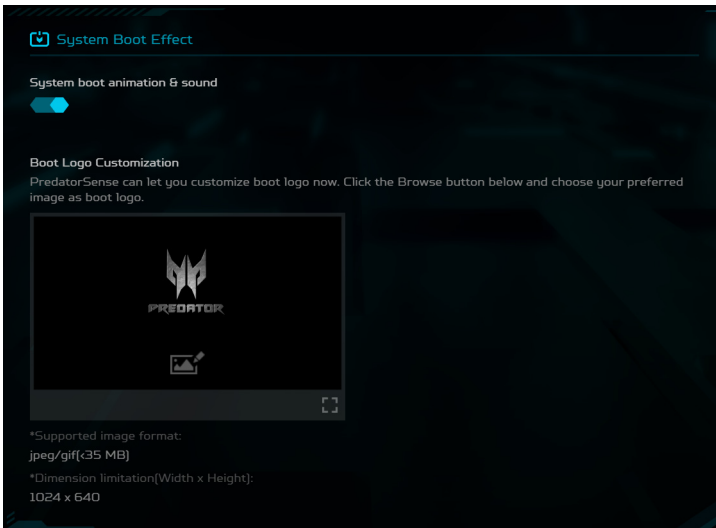 System Boot Effect
System boot animation & sound
Boot Logo Customization
PredatorSense can let you customize boot logo now. Click the Browse button below and choose your preferred
image as boot logo.
PREDATOR
*Supported image format:
jpeg/gif(<35 MB)
*Dimension limitation(Width x Height):
1024 x 640